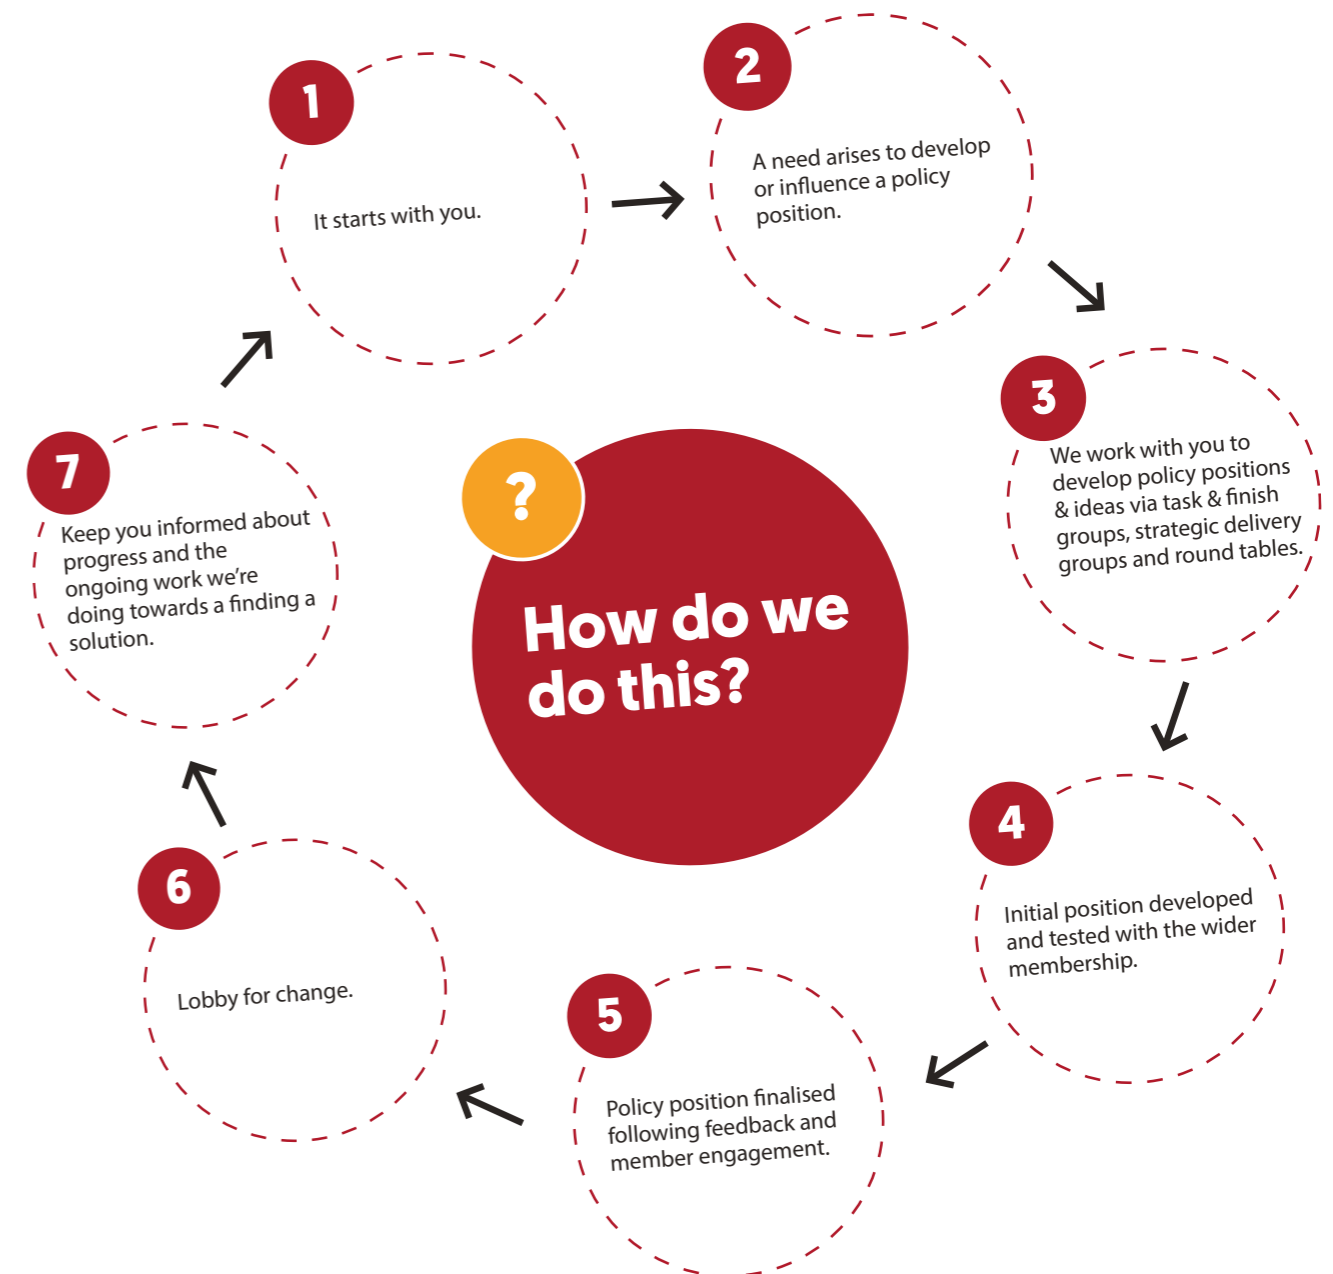 1
It starts with you.
2
A need arises to develop
or influence a policy
position.
3
We work with you to
develop policy positions
& ideas via task & finish
groups, strategic delivery
groups and round tables.
4
Initial position developed
and tested with the wider
membership.
5
Policy position finalised
following feedback and
member engagement.
6
Lobby for change.
7
Keep you informed about
progress and the
ongoing work we're
doing towards a finding a
solution.
?
How do we
do this?